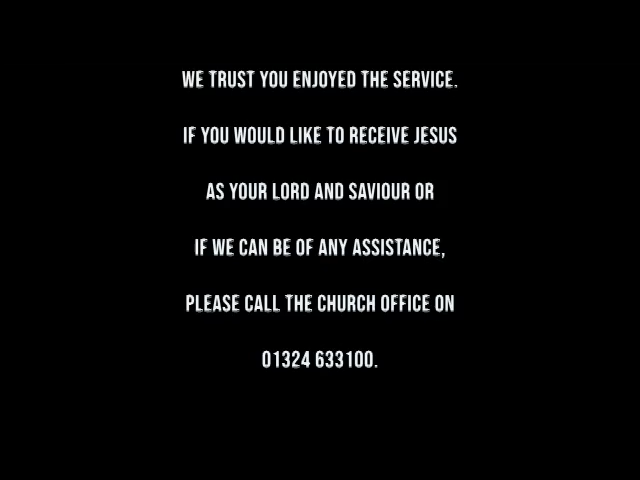 WE TRUST YOU ENJOYED THE SERVICE.
IF YOU WOULD LIKE TO RECEIVE JESUS
AS YOUR LORD AND SAVIOUR OR
IF WE CAN BE OF ANY ASSISTANCE,
PLEASE CALL THE CHURCH OFFICE ON
01324 633100.